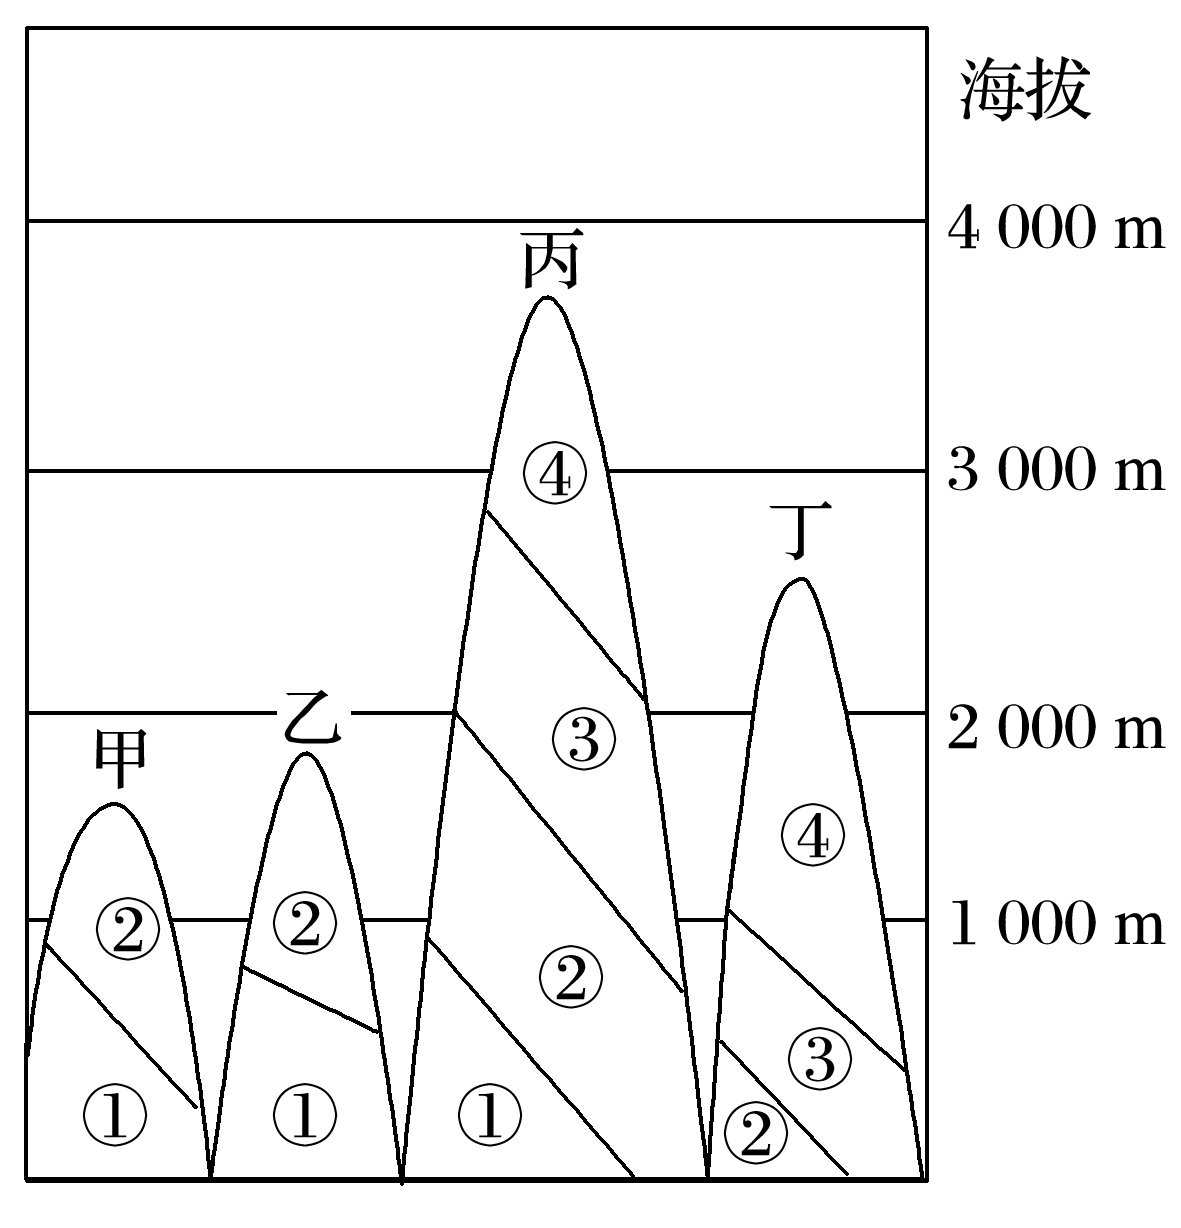 海拔
4 000 m
丙
④
3 000 m
丁
乙
2 000 m
甲
③
④
② ② 1 000 m
②
③
① ① ① ②